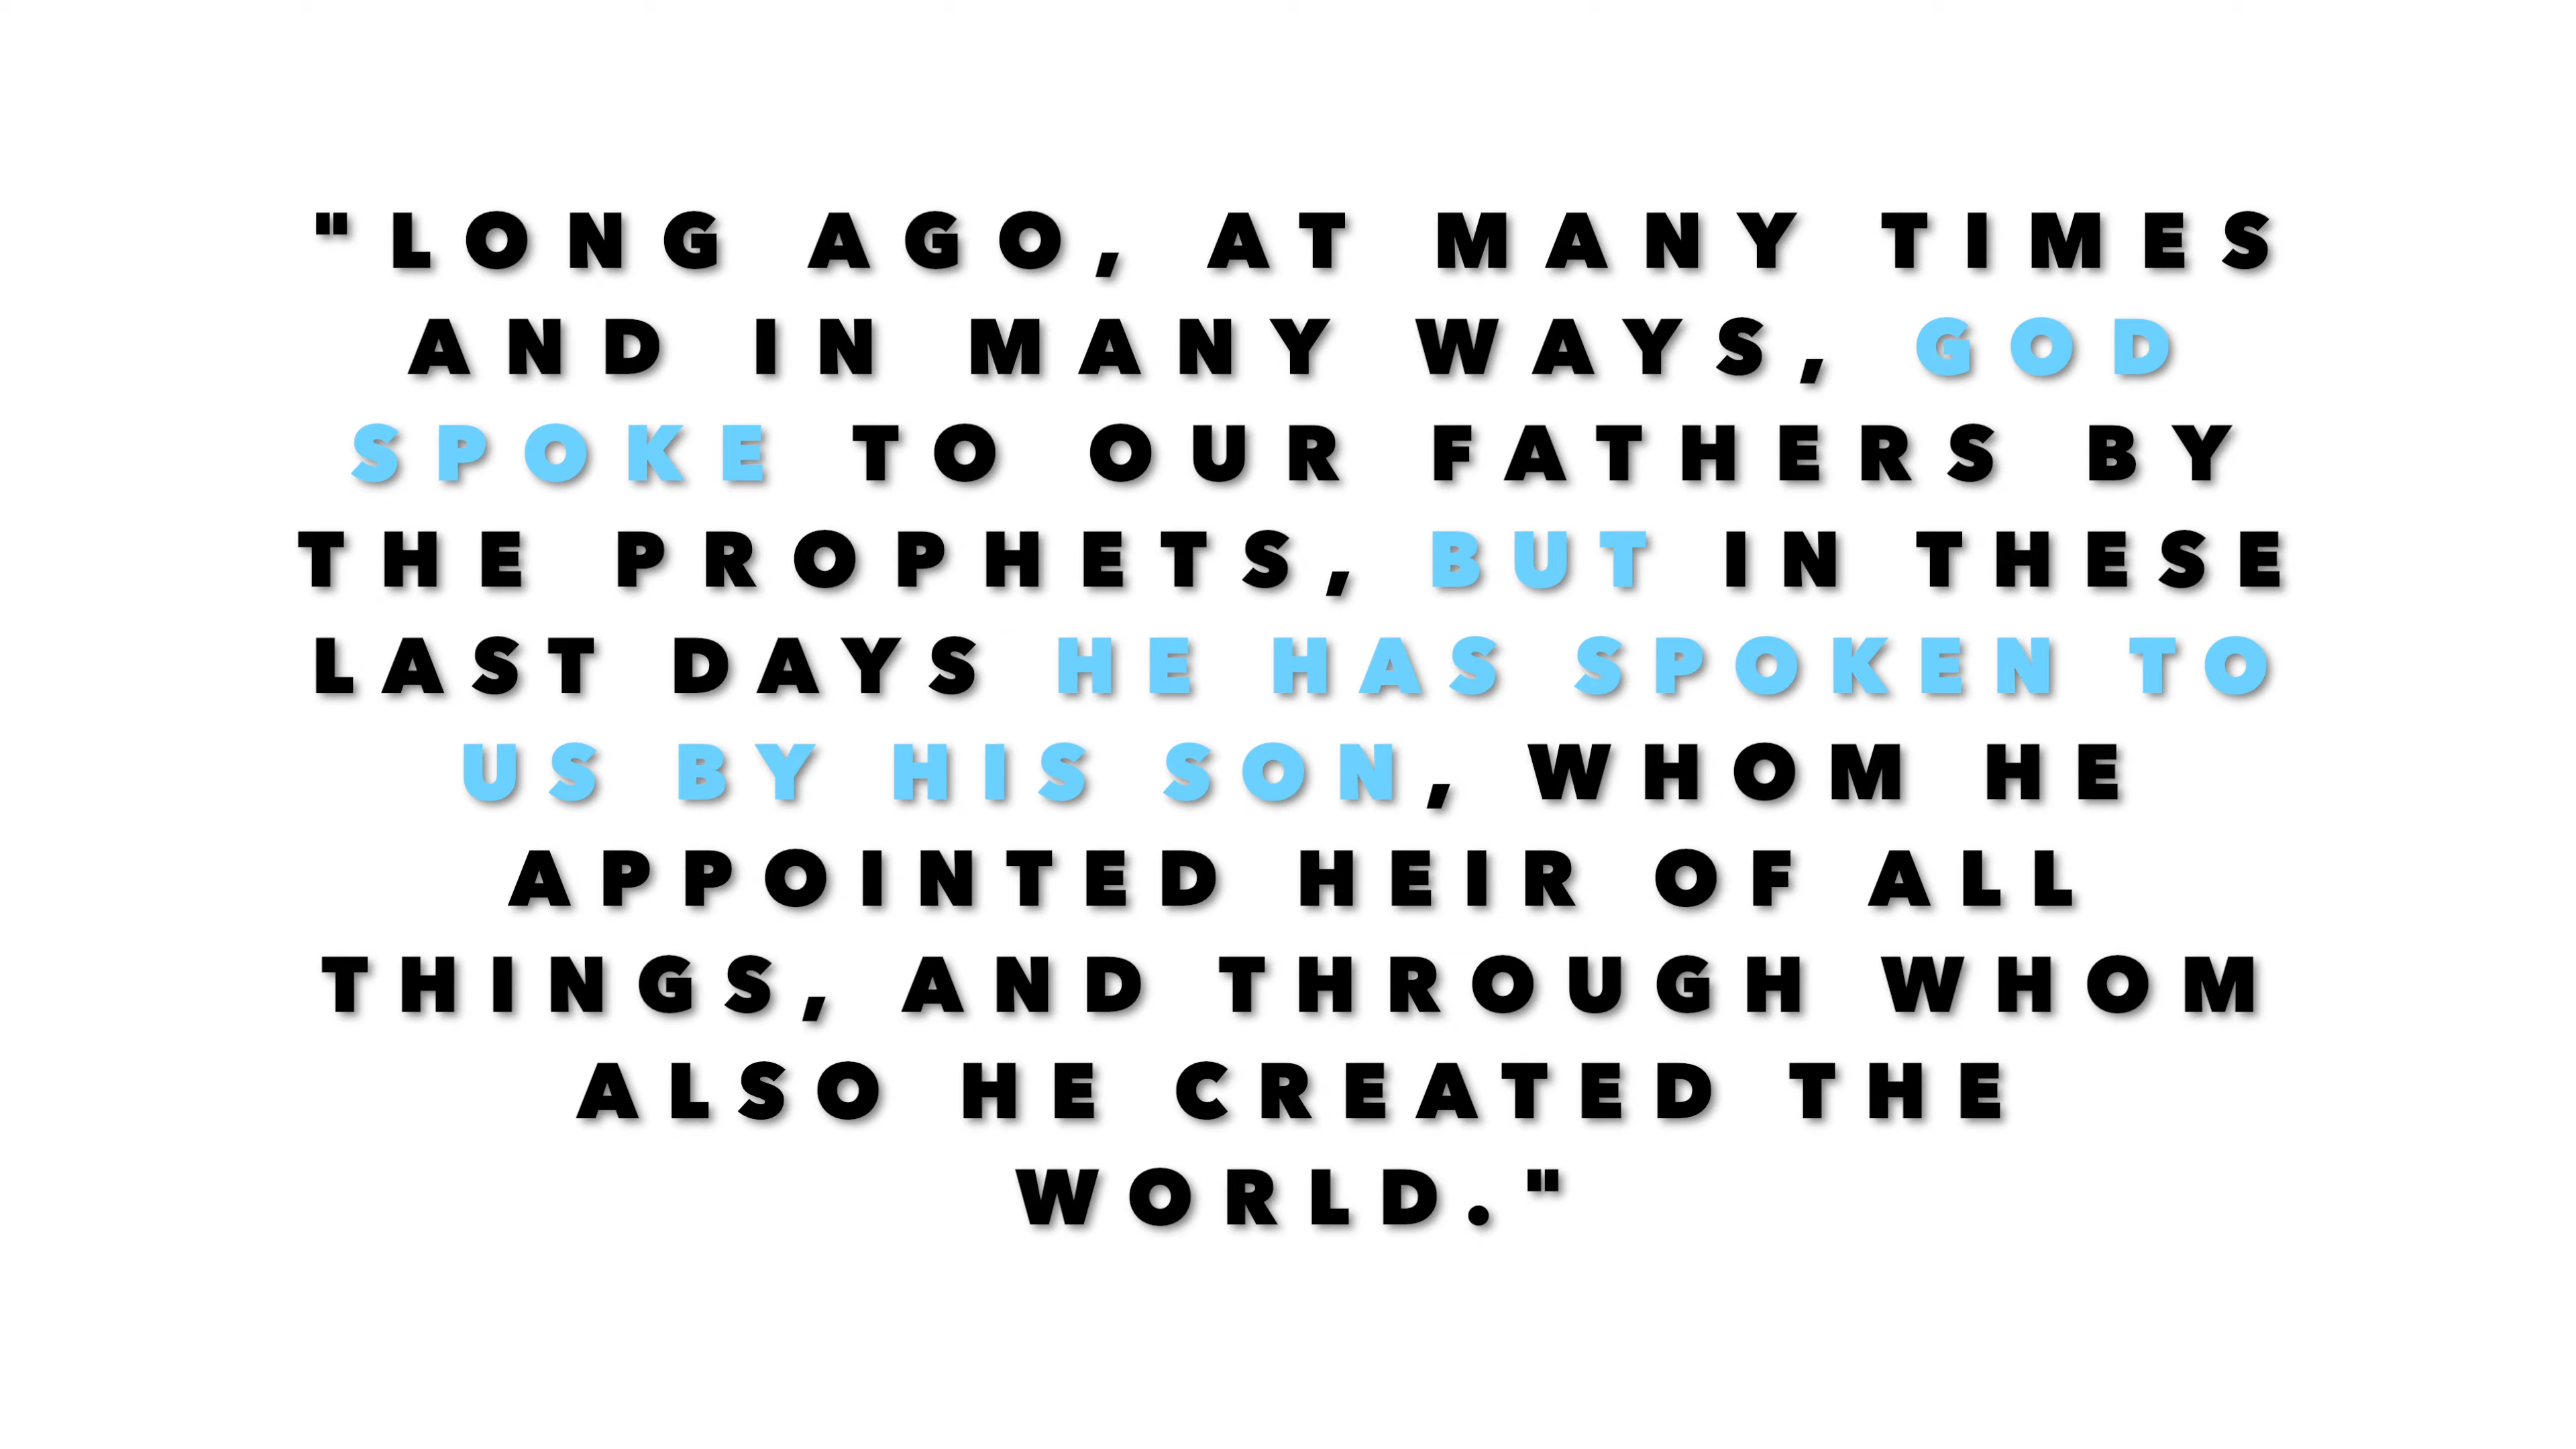 "LONG AGO, AT MANY TIMES
AND IN MANY WAYS, GOD
SPOKE TO OUR FATHERS BY
THE PROPHETS, BUT IN THESE
LAST DAYS HE HAS SPOKEN TO
US BY HIS SON, WHOM HE
APPOINTED HEIR OF ALL
THINGS, AND THROUGH WHOM
ALSO HE CREATED THE
WORLD."